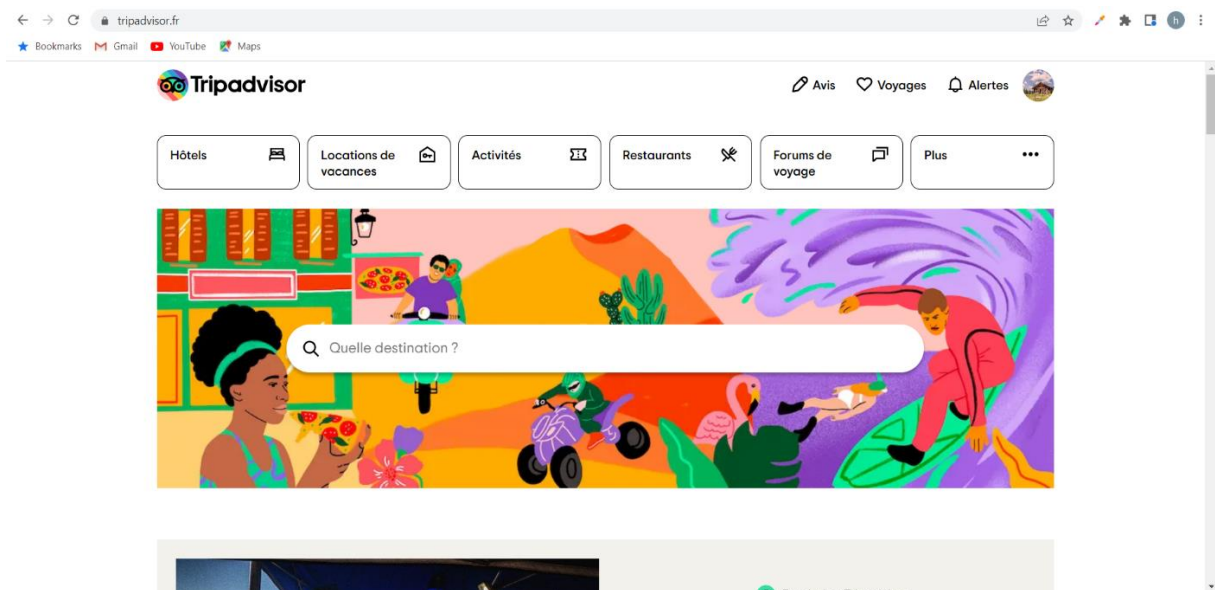 tripadvisor.fr
h
Bookmarks Gmail YouTube Maps
Tripadvisor
Avis Voyages Alertes
Hôtels
Locations de
vacances
Activités
Restaurants
Forums de
voyage
Plus
Quelle destination ?